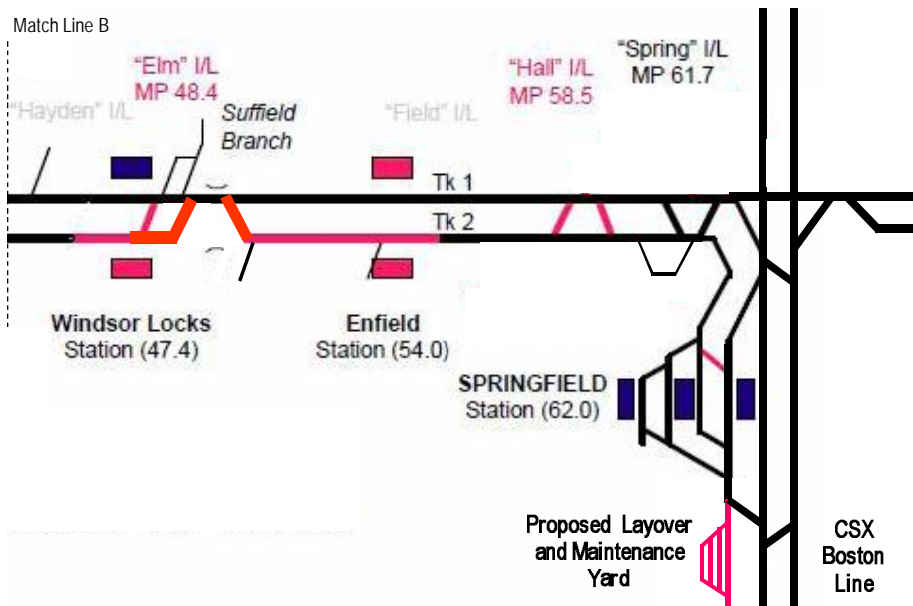 Match Line B
"Elm" I/L
MP 48.4
"Hall" I/L
MP 58.5
"Spring" I/L
MP 61.7
"Hayden" I/L
Suffield
Branch
"Field" I/L
Tk 1
Tk 2
Windsor Locks
Station (47.4)
Enfield
Station (54.0)
SPRINGFIELD
Station (62.0)
Proposed Layover
and Maintenance
Yard
CSX
Boston
Line